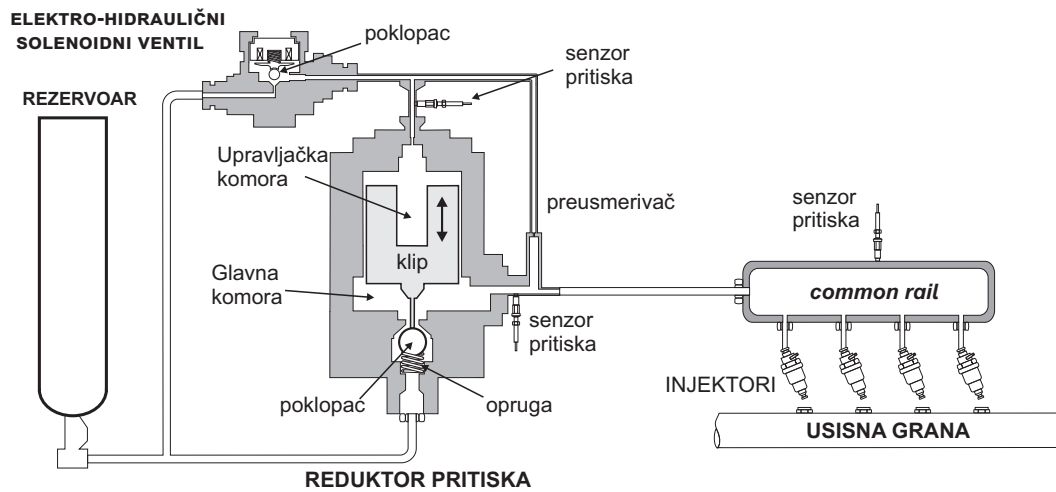 ELEKTRO-HIDRAULIČNI
SOLENOIDNI VENTIL
poklopac
senzor
pritiska
REZERVOAR
Upravljačka
komora
preusmerivač
senzor
pritiska
klip
Glavna
komora
common rail
senzor
pritiska
INJEKTORI
poklopac
opruga
USISNA GRANA
REDUKTOR PRITISKA